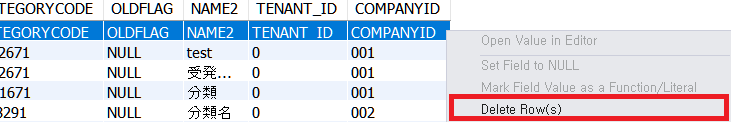 TEGORYCODE OLDFLAG NAME2 TENANT_ID COMPANYID
TEGORYCODE OLDFLAG NAME2 TENANT_ID COMPANYID
2671 NULL test 0 001
2671 NULL 受発... 0 001
1671 NULL 分類 0 001
8291 NULL 分類名 0 002
Open Value in Editor
Set Field to NULL
Mark Field Value as a Function/Literal
Delete Row(s)